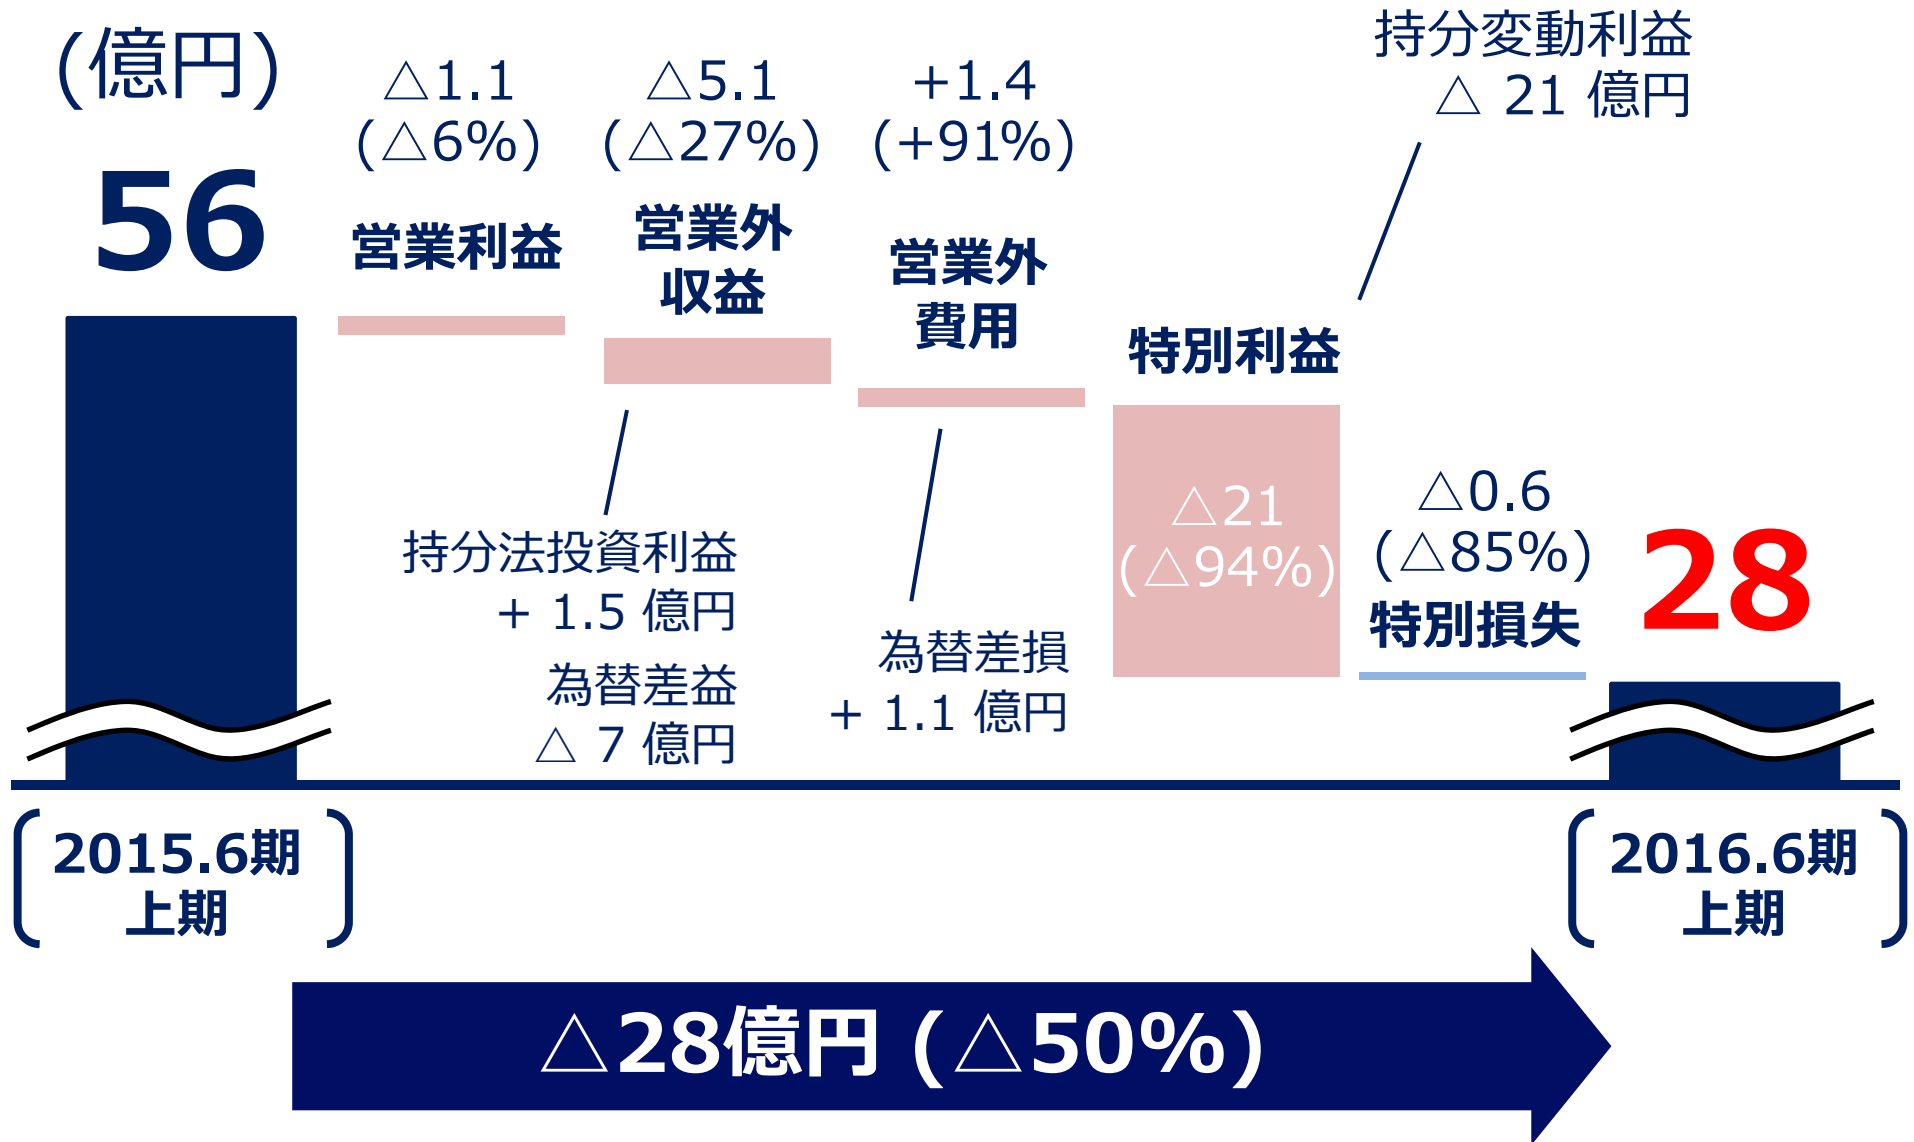 (億円)
56
△1.1
(△6%)
営業利益
△5.1
(△27%)
営業外
収益
+1.4
(+91%)
営業外
費用
持分変動利益
△ 21 億円
特別利益
△21
(△94%)
△0.6
(△85%)
特別損失
28
持分法投資利益
+ 1.5 億円
為替差益
△ 7 億円
為替差損
+ 1.1 億円
2015.6期
上期
2016.6期
上期
△28億円 (△50%)